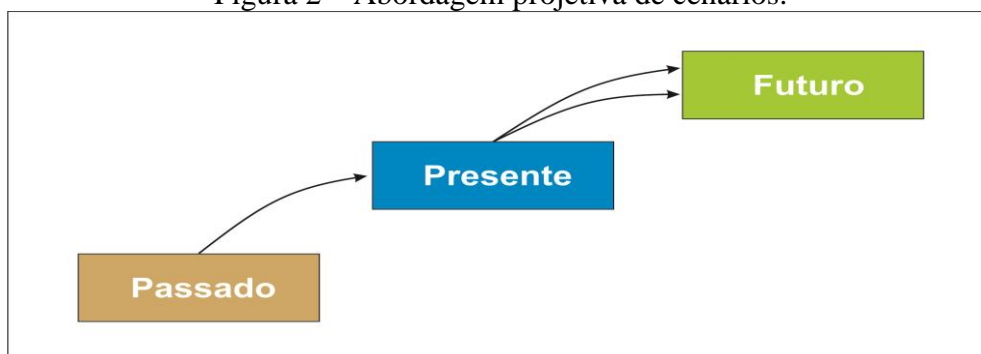 Figura 2 – Abordagem projetiva de cenários.
Futuro
Presente
Passado